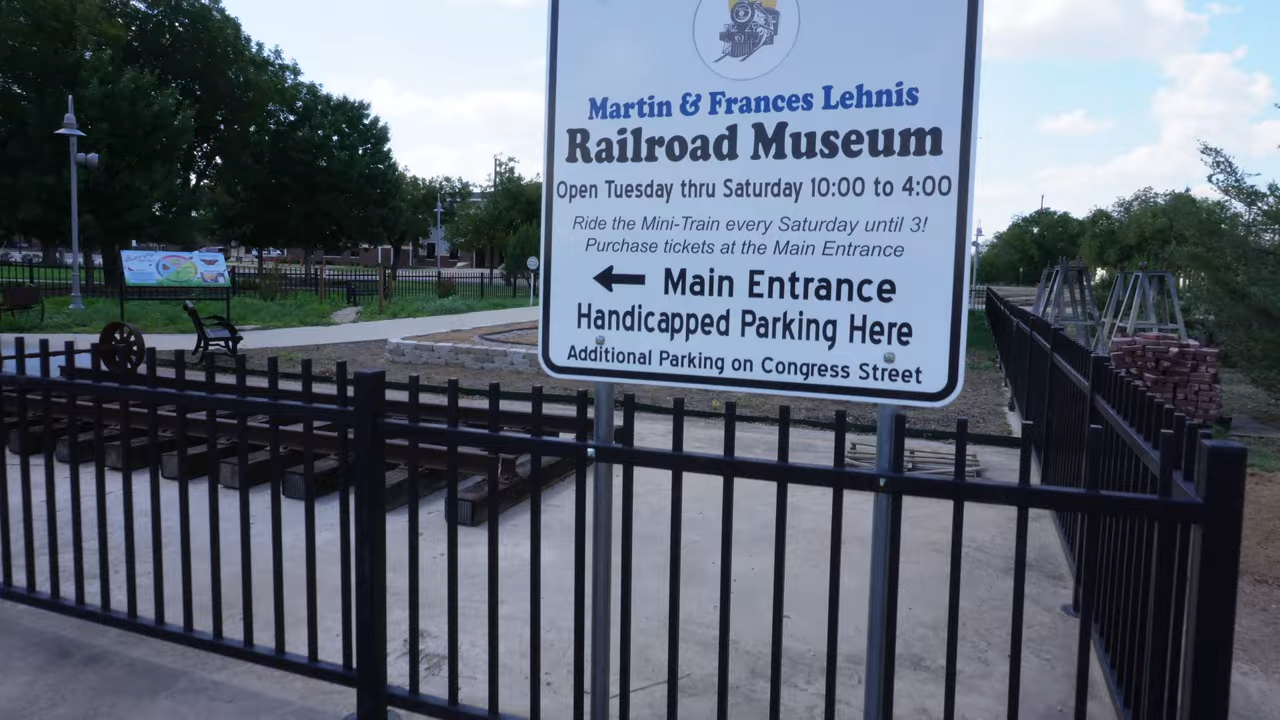 Martin & Frances Lehnis
Railroad Museum
Open Tuesday thru Saturday 10:00 to 4:00
Ride the Mini-Train every Saturday until 3!
Purchase tickets at the Main Entrance
Main Entrance
Handicapped Parking Here
Additional Parking on Congress Street